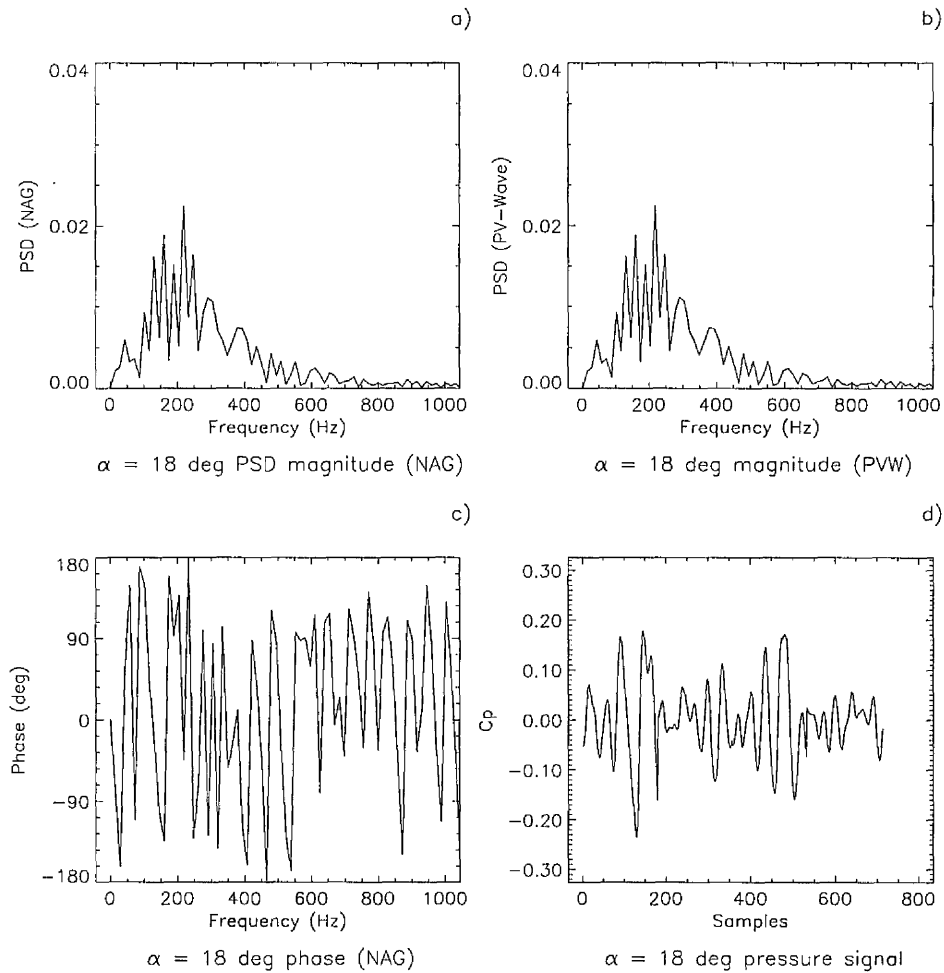 a)
0.04
0.02
0.00
PSD (NAG)
0 200 400 600 800 1000
Frequency (Hz)
α = 18 deg PSD magnitude (NAG)
b)
0.04
0.02
0.00
PSD (PV-Wave)
0 200 400 600 800 1000
Frequency (Hz)
α = 18 deg magnitude (PVW)
c)
180
90
0
-90
-180
Phase (deg)
0 200 400 600 800 1000
Frequency (Hz)
α = 18 deg phase (NAG)
d)
0.30
0.20
0.10
0.00
-0.10
-0.20
-0.30
Cp
0 200 400 600 800
Samples
α = 18 deg pressure signal